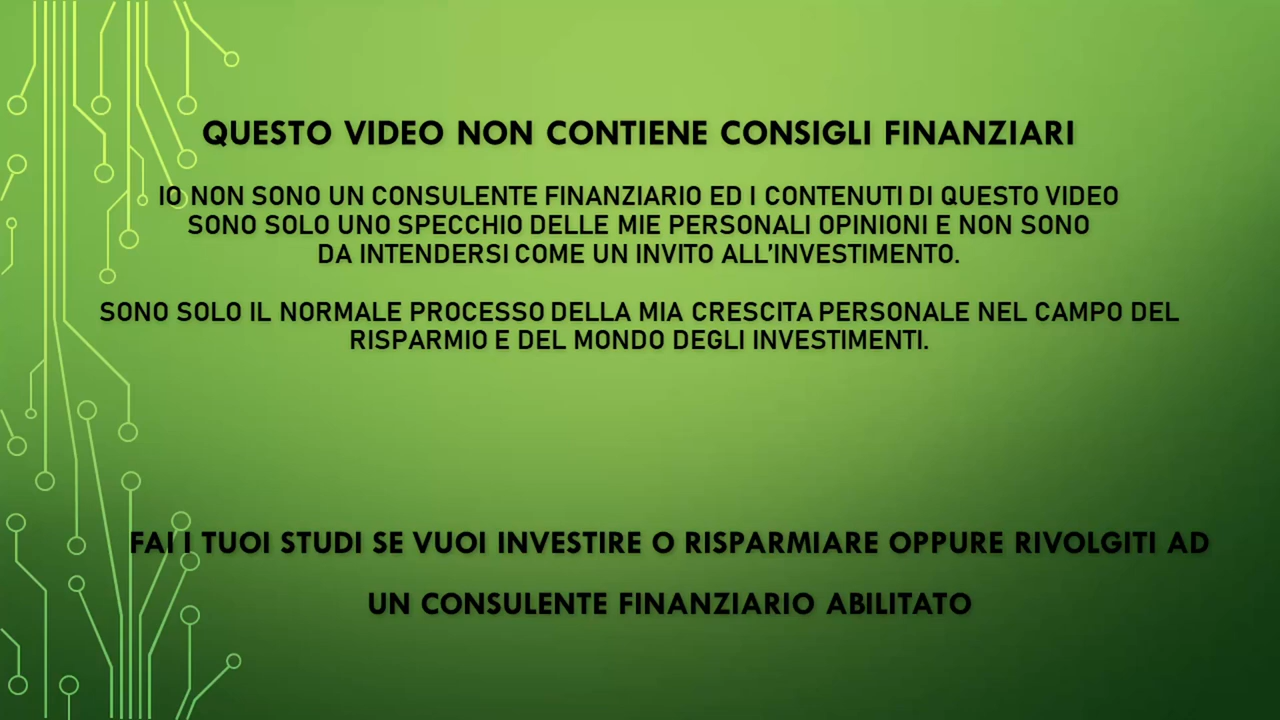 QUESTO VIDEO NON CONTIENE CONSIGLI FINANZIARI
IO NON SONO UN CONSULENTE FINANZIARIO ED I CONTENUTI DI QUESTO VIDEO
SONO SOLO UNO SPECCHIO DELLE MIE PERSONALI OPINIONI E NON SONO
DA INTENDERSI COME UN INVITO ALL'INVESTIMENTO.
SONO SOLO IL NORMALE PROCESSO DELLA MIA CRESCITA PERSONALE NEL CAMPO DEL
RISPARMIO E DEL MONDO DEGLI INVESTIMENTI.
FAI I TUOI STUDI SE VUOI INVESTIRE O RISPARMIARE OPPURE RIVOLGITI AD
UN CONSULENTE FINANZIARIO ABILITATO